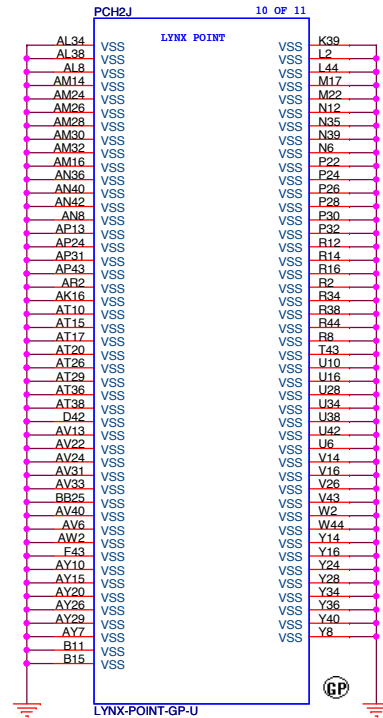 PCH2J 10 OF 11
LYNX POINT
AL34 VSS VSS K39
AL38 VSS VSS L2
AL8 VSS VSS L44
AM14 VSS VSS M17
AM24 VSS VSS M22
AM26 VSS VSS N12
AM28 VSS VSS N35
AM30 VSS VSS N39
AM32 VSS VSS N6
AM16 VSS VSS P22
AN36 VSS VSS P24
AN40 VSS VSS P26
AN42 VSS VSS P28
AN8 VSS VSS P30
AP13 VSS VSS P32
AP24 VSS VSS R12
AP31 VSS VSS R14
AP43 VSS VSS R16
AR2 VSS VSS R2
AK16 VSS VSS R34
AT10 VSS VSS R38
AT15 VSS VSS R44
AT17 VSS VSS R8
AT20 VSS VSS T43
AT26 VSS VSS U10
AT29 VSS VSS U16
AT36 VSS VSS U28
AT38 VSS VSS U34
D42 VSS VSS U38
AV13 VSS VSS U42
AV22 VSS VSS U6
AV24 VSS VSS V14
AV31 VSS VSS V16
AV33 VSS VSS V26
BB25 VSS VSS V43
AV40 VSS VSS W2
AV6 VSS VSS W44
AW2 VSS VSS Y14
F43 VSS VSS Y16
AY10 VSS VSS Y24
AY15 VSS VSS Y28
AY20 VSS VSS Y34
AY26 VSS VSS Y36
AY29 VSS VSS Y40
AY7 VSS VSS Y8
B11 VSS
B15 VSS
GP
LYNX-POINT-GP-U